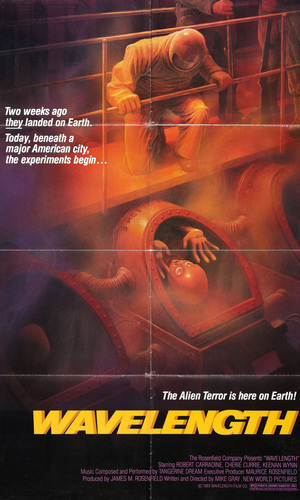 Two weeks ago
they landed on Earth.
Today, beneath a
major American city,
the experiments begin...
The Alien Terror is here on Earth!
WAVELENGTH
The Rosenfield Company Presents "WAVELENGTH"
Starring ROBERT CARRADINE, CHERIE CURRIE, KEENAN WYNN
Music Composed and Performed by TANGERINE DREAM Executive Producer MAURICE ROSENFIELD
Produced by JAMES M. ROSENFIELD Written and Directed by MIKE GRAY NEW WORLD PICTURES